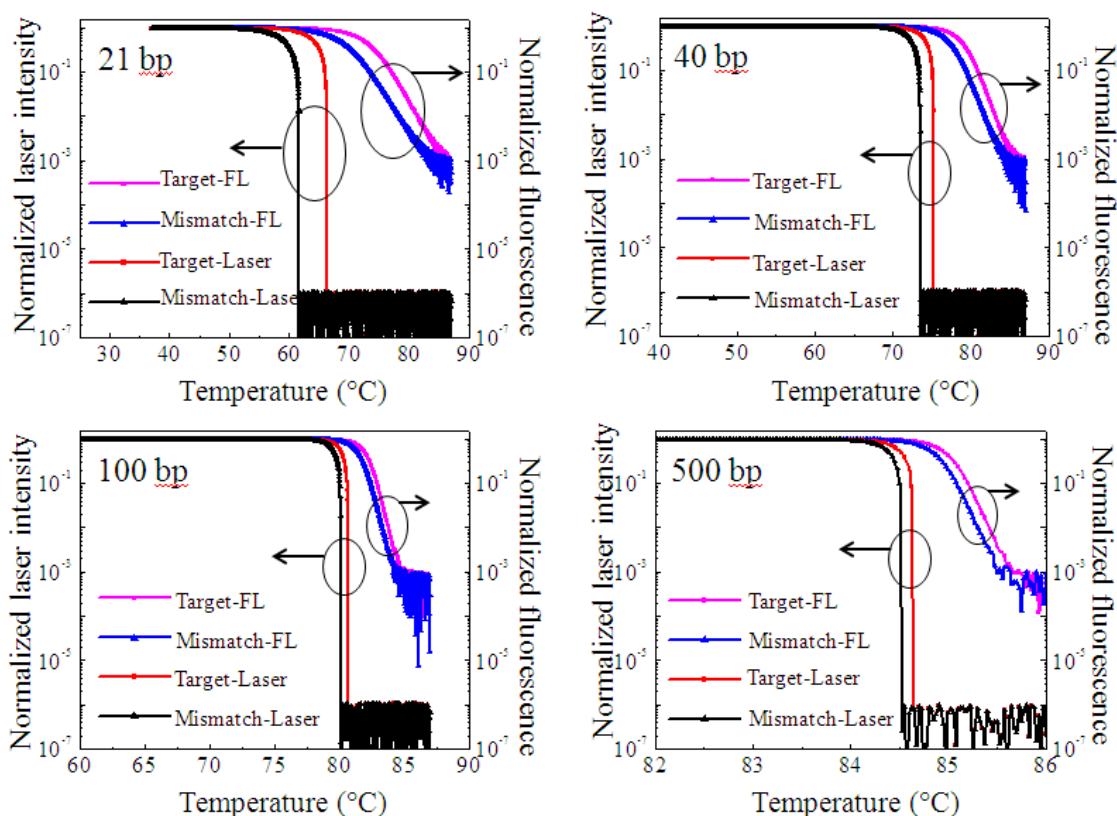 21 bp
Normalized laser intensity
10⁻¹
10⁻³
10⁻⁵
10⁻⁷
Target-FL
Mismatch-FL
Target-Laser
Mismatch-Laser
10⁻¹
10⁻³
10⁻⁵
10⁻⁷
Normalized fluorescence
30 40 50 60 70 80 90
Temperature (°C)
40 bp
Normalized laser intensity
10⁻¹
10⁻³
10⁻⁵
10⁻⁷
Target-FL
Mismatch-FL
Target-Laser
Mismatch-Laser
10⁻¹
10⁻³
10⁻⁵
10⁻⁷
Normalized fluorescence
40 50 60 70 80 90
Temperature (°C)
100 bp
Normalized laser intensity
10⁻¹
10⁻³
10⁻⁵
10⁻⁷
Target-FL
Mismatch-FL
Target-Laser
Mismatch-Laser
10⁻¹
10⁻³
10⁻⁵
10⁻⁷
Normalized fluorescence
60 65 70 75 80 85 90
Temperature (°C)
500 bp
Normalized laser intensity
10⁻¹
10⁻³
10⁻⁵
10⁻⁷
Target-FL
Mismatch-FL
Target-Laser
Mismatch-Laser
10⁻¹
10⁻³
10⁻⁵
10⁻⁷
Normalized fluorescence
82 83 84 85 86
Temperature (°C)